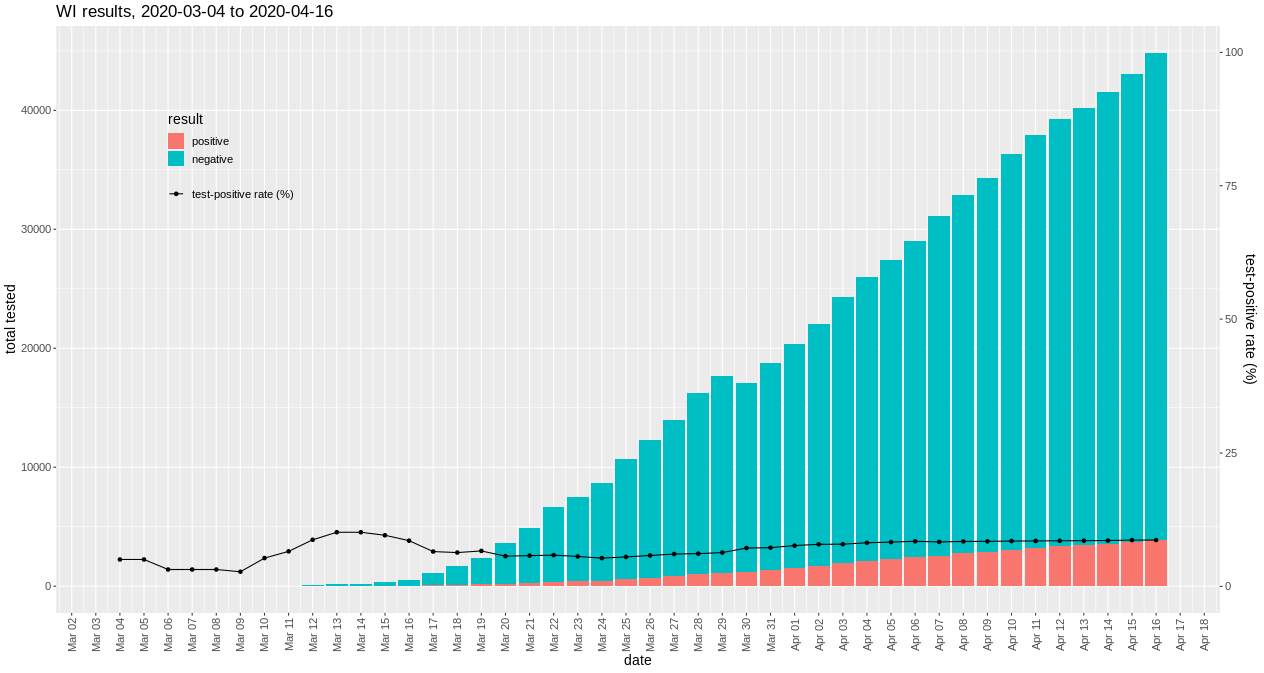 WI results, 2020-03-04 to 2020-04-16
total tested
40000
30000
20000
10000
0
result
positive
negative
test-positive rate (%)
100
75
50
25
0
test-positive rate (%)
Mar 02
Mar 03
Mar 04
Mar 05
Mar 06
Mar 07
Mar 08
Mar 09
Mar 10
Mar 11
Mar 12
Mar 13
Mar 14
Mar 15
Mar 16
Mar 17
Mar 18
Mar 19
Mar 20
Mar 21
Mar 22
Mar 23
Mar 24
Mar 25
Mar 26
Mar 27
Mar 28
Mar 29
Mar 30
Mar 31
Apr 01
Apr 02
Apr 03
Apr 04
Apr 05
Apr 06
Apr 07
Apr 08
Apr 09
Apr 10
Apr 11
Apr 12
Apr 13
Apr 14
Apr 15
Apr 16
Apr 17
Apr 18
date